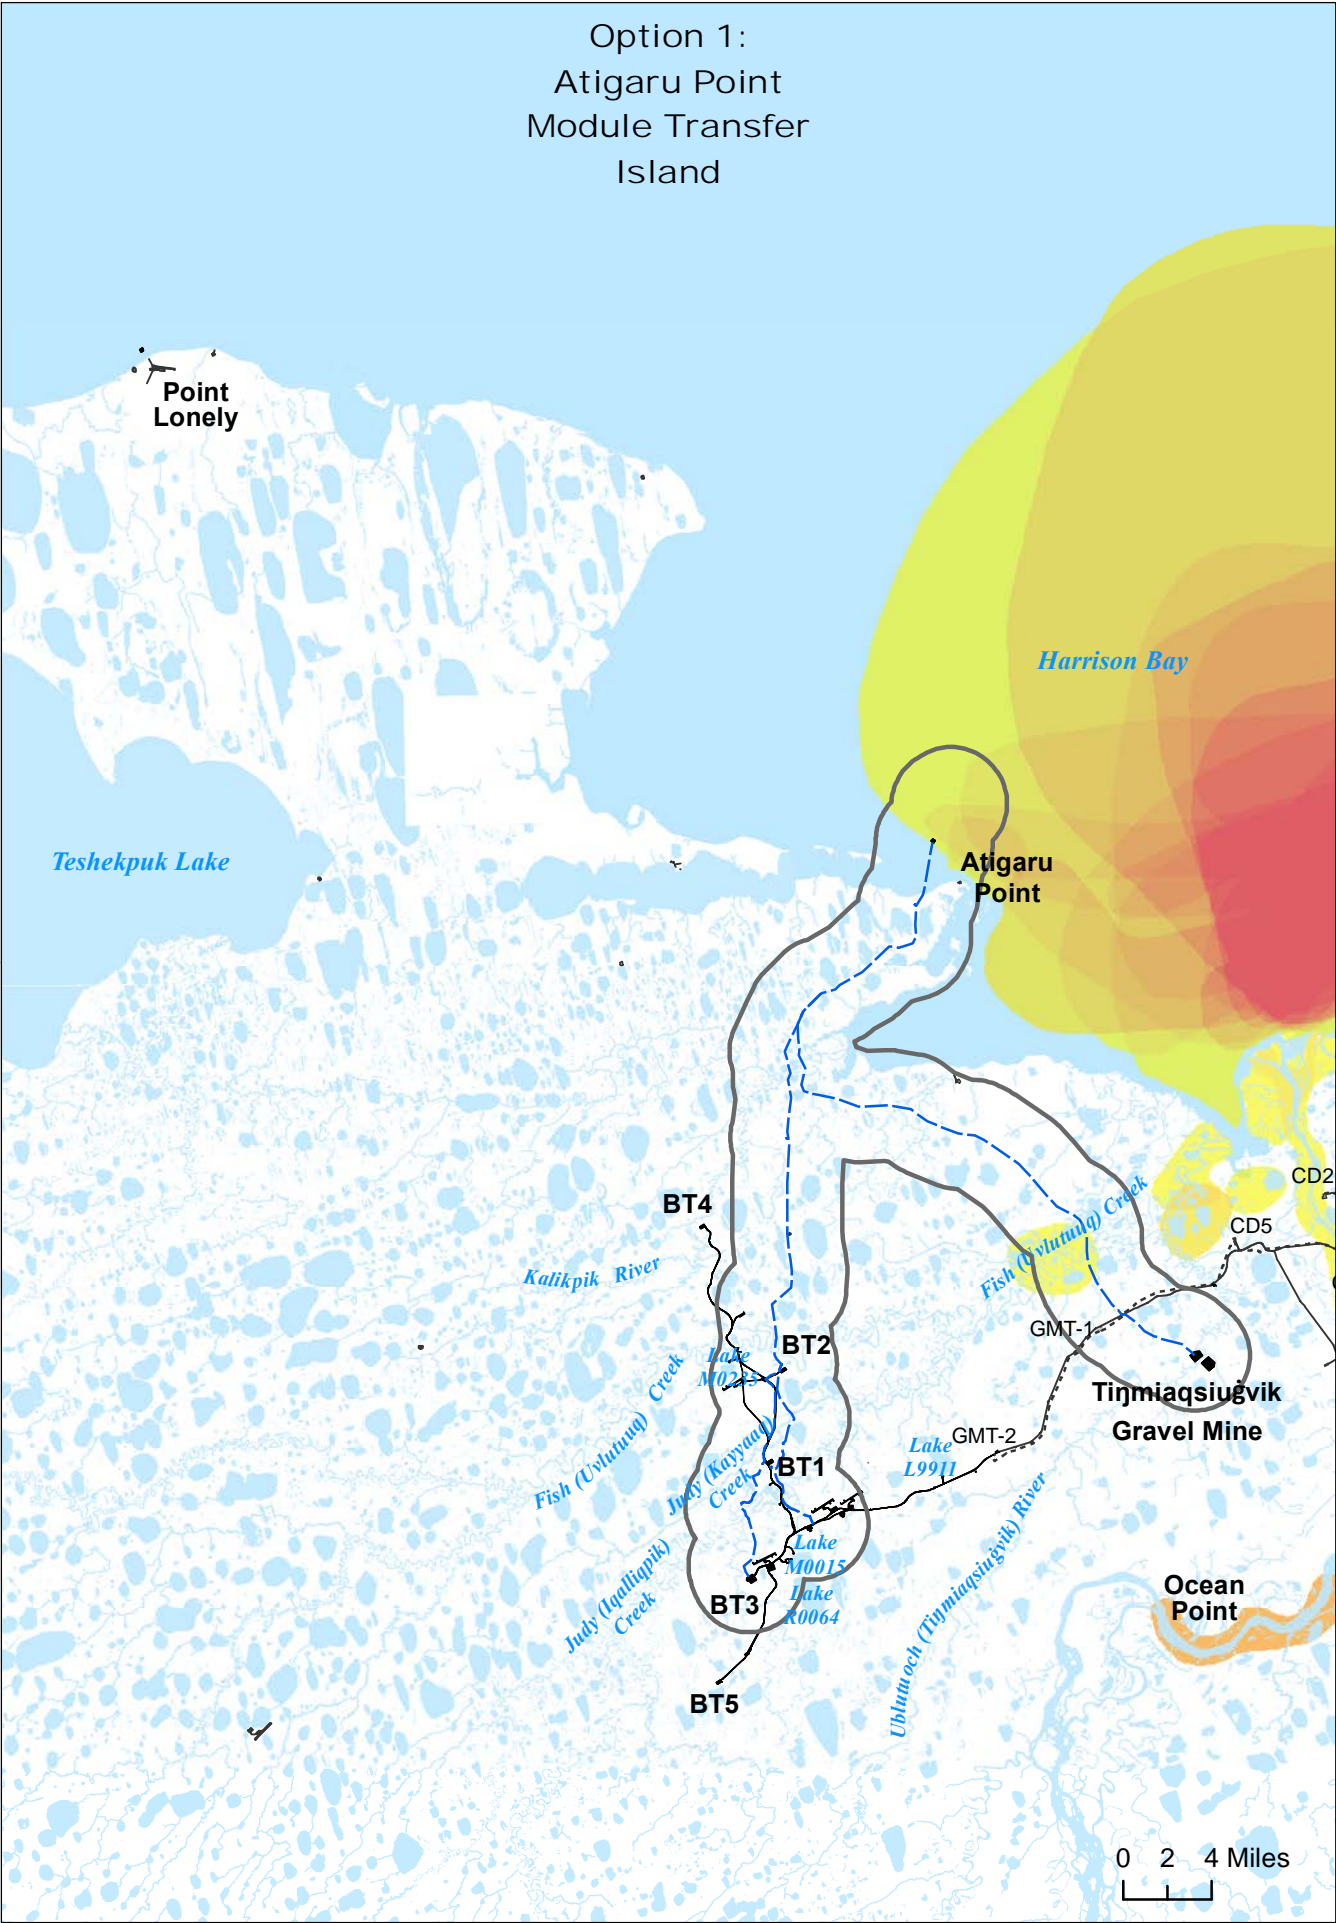 Option 1:
Atigaru Point
Module Transfer
Island
Point
Lonely
Harrison Bay
Teshekpuk Lake
Atigaru
Point
CD2
BT4
CD5
Fish (Uvlutuuq) Creek
Kalikpik River
GMT-1
BT2
Lake
M0235
Tiŋmiaqsiuġvik
Gravel Mine
Fish (Uvlutuuq) Creek
Judy (Kayyaaq)
Creek
GMT-2
Lake
L9911
BT1
Lake
M0015
Judy (Iqalliqpik)
Creek
BT3
Lake
R0064
Ublutuoch (Tiŋmiaqsiuġvik) River
Ocean
Point
BT5
0 2 4 Miles